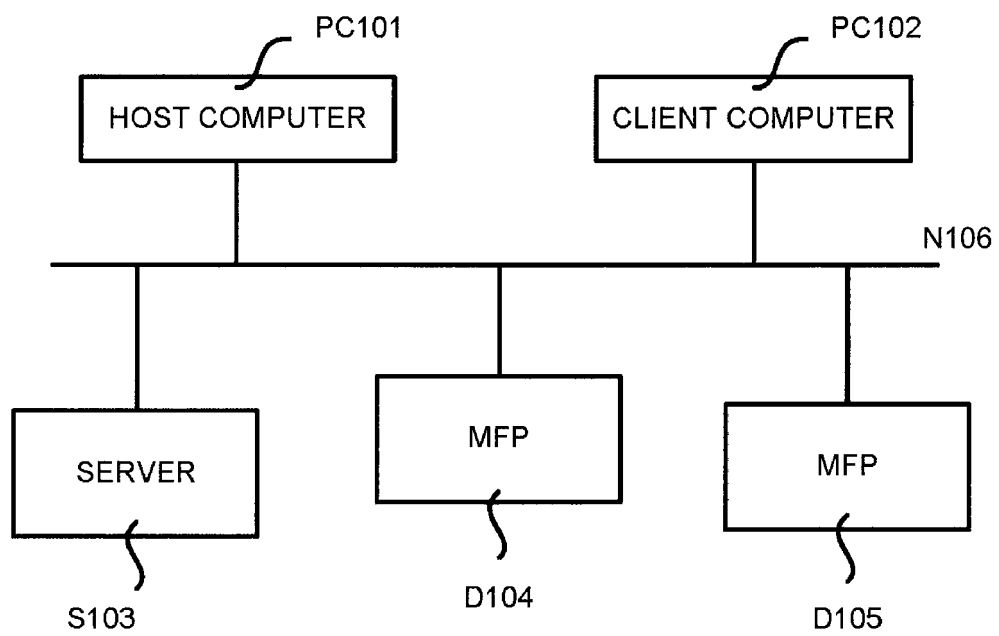 PC101
PC102
HOST COMPUTER
CLIENT COMPUTER
N106
SERVER
MFP
MFP
S103
D104
D105